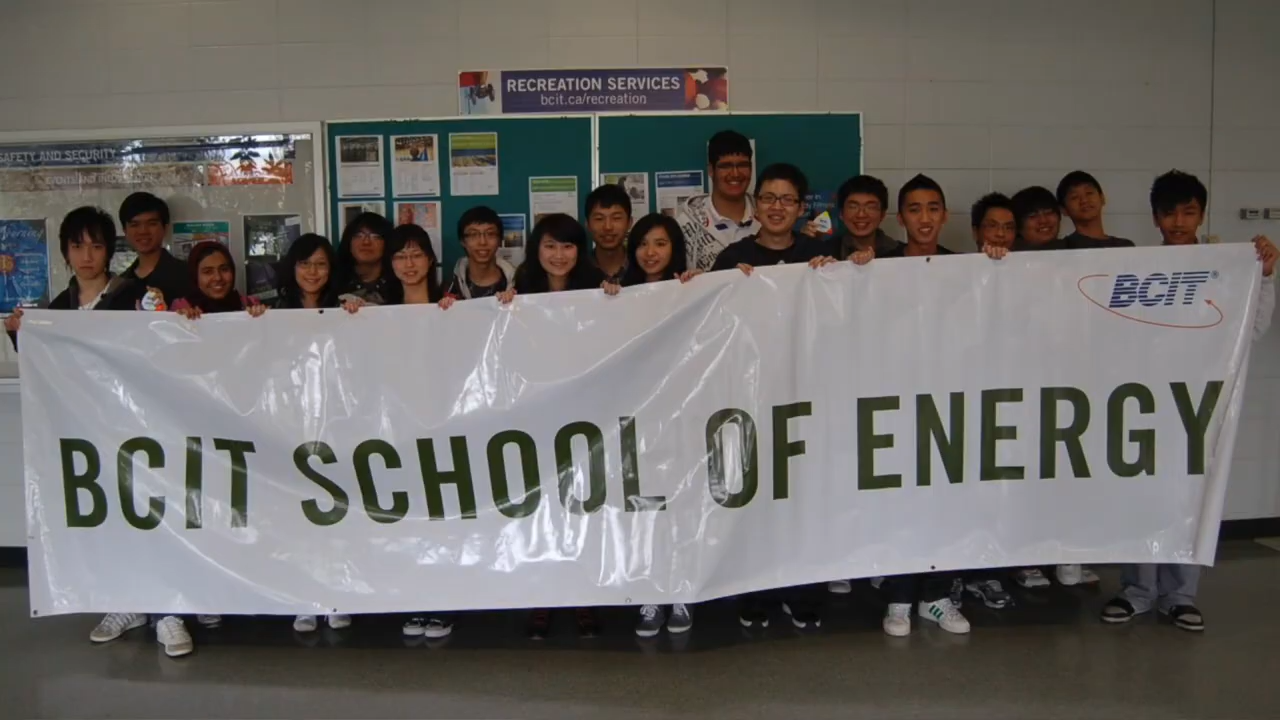 RECREATION SERVICES
bcit.ca/recreation
SAFETY AND SECURITY
BCIT
BCIT SCHOOL OF ENERGY